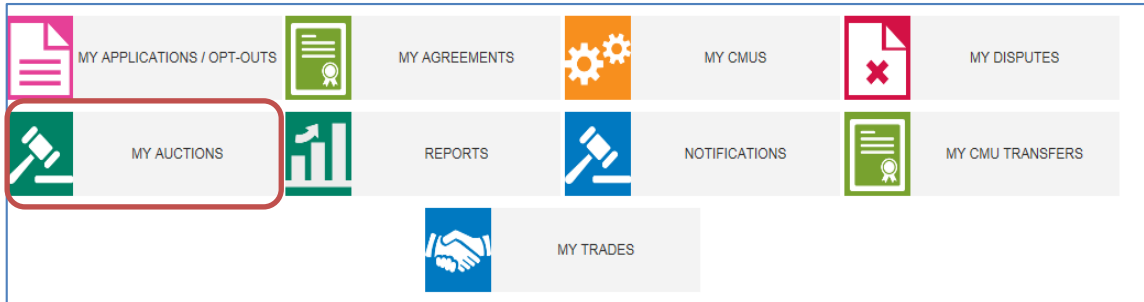 MY APPLICATIONS / OPT-OUTS
MY AGREEMENTS
MY CMUS
MY DISPUTES
MY AUCTIONS
REPORTS
NOTIFICATIONS
MY CMU TRANSFERS
MY TRADES